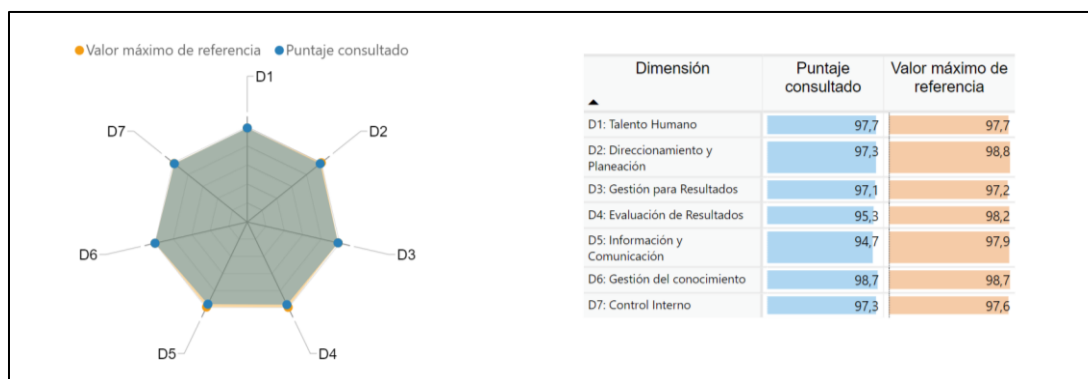 Valor máximo de referencia Puntaje consultado
D1
D7
D2
D6
D3
D5
D4
Dimensión Puntaje consultado Valor máximo de referencia
D1: Talento Humano 97,7 97,7
D2: Direccionamiento y Planeación 97,3 98,8
D3: Gestión para Resultados 97,1 97,2
D4: Evaluación de Resultados 95,3 98,2
D5: Información y Comunicación 94,7 97,9
D6: Gestión del conocimiento 98,7 98,7
D7: Control Interno 97,3 97,6